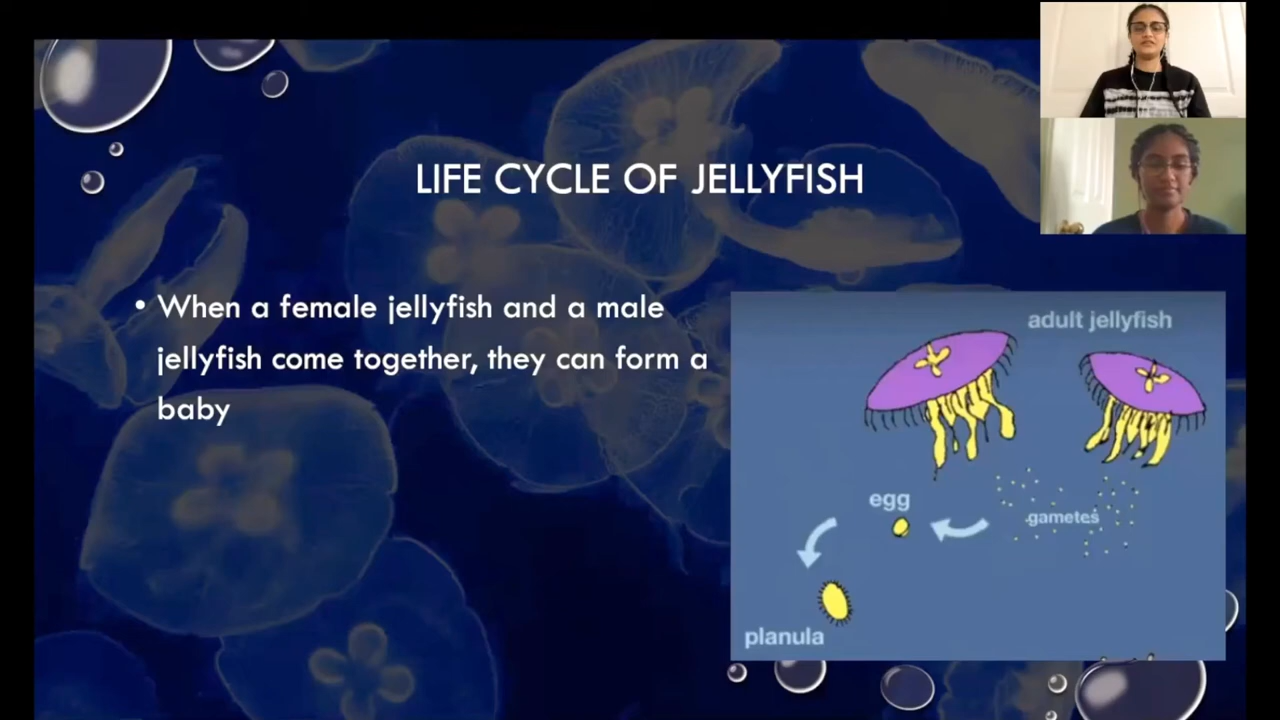 LIFE CYCLE OF JELLYFISH
• When a female jellyfish and a male
jellyfish come together, they can form a
baby
adult jellyfish
egg
gametes
planula